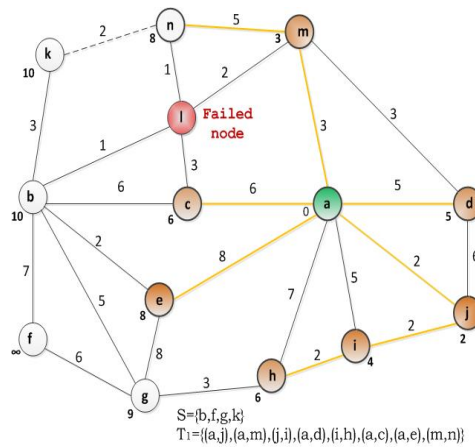 n
5
m
8
3
k
2
10
1
2
l
Failed
node
3
1
3
3
3
b
6
c
6
a
5
d
10
6
0
5
2
8
2
7
5
7
5
6
e
8
j
2
2
f
∞
8
i
4
2
6
h
6
3
g
9
S={b,f,g,k}
T1={(a,j),(a,m),(j,i),(a,d),(i,h),(a,c),(a,e),(m,n)}